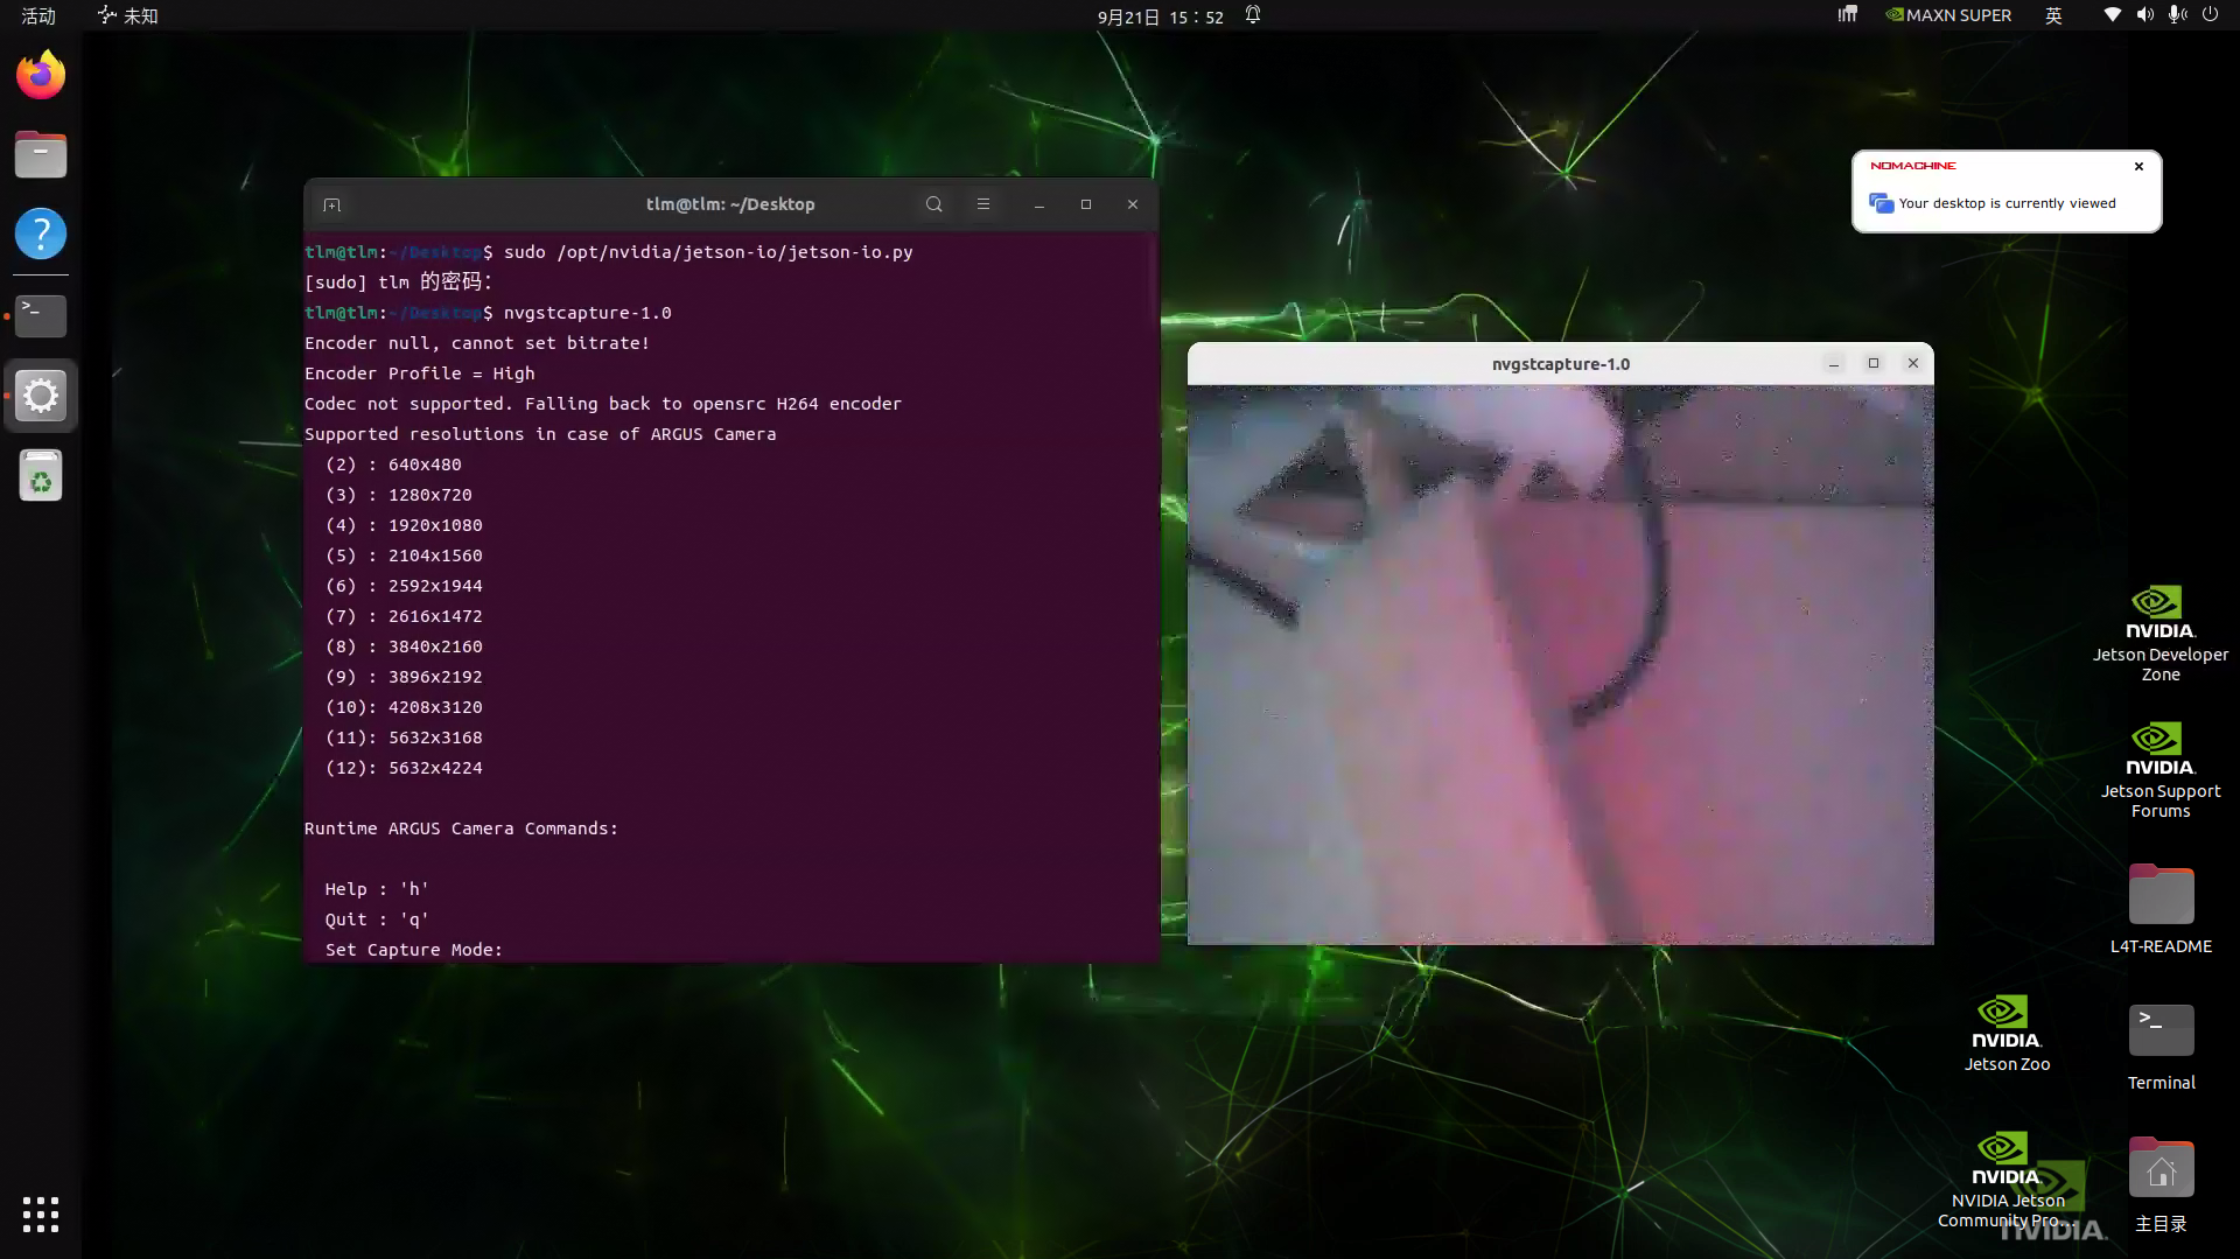 活动
未知
9月21日 15:52
MAXN SUPER
英
tlm@tlm: ~/Desktop
tlm@tlm:~/Desktop$ sudo /opt/nvidia/jetson-io/jetson-io.py
[sudo] tlm 的密码：
tlm@tlm:~/Desktop$ nvgstcapture-1.0
Encoder null, cannot set bitrate!
Encoder Profile = High
Codec not supported. Falling back to opensrc H264 encoder
Supported resolutions in case of ARGUS Camera
(2) : 640x480
(3) : 1280x720
(4) : 1920x1080
(5) : 2104x1560
(6) : 2592x1944
(7) : 2616x1472
(8) : 3840x2160
(9) : 3896x2192
(10): 4208x3120
(11): 5632x3168
(12): 5632x4224
Runtime ARGUS Camera Commands:
Help : 'h'
Quit : 'q'
Set Capture Mode:
nvgstcapture-1.0
NOMACHINE
Your desktop is currently viewed
NVIDIA.
Jetson Developer
Zone
NVIDIA.
Jetson Support
Forums
L4T-README
NVIDIA.
Jetson Zoo
Terminal
NVIDIA.
NVIDIA Jetson
Community Pro...
主目录
NVIDIA.